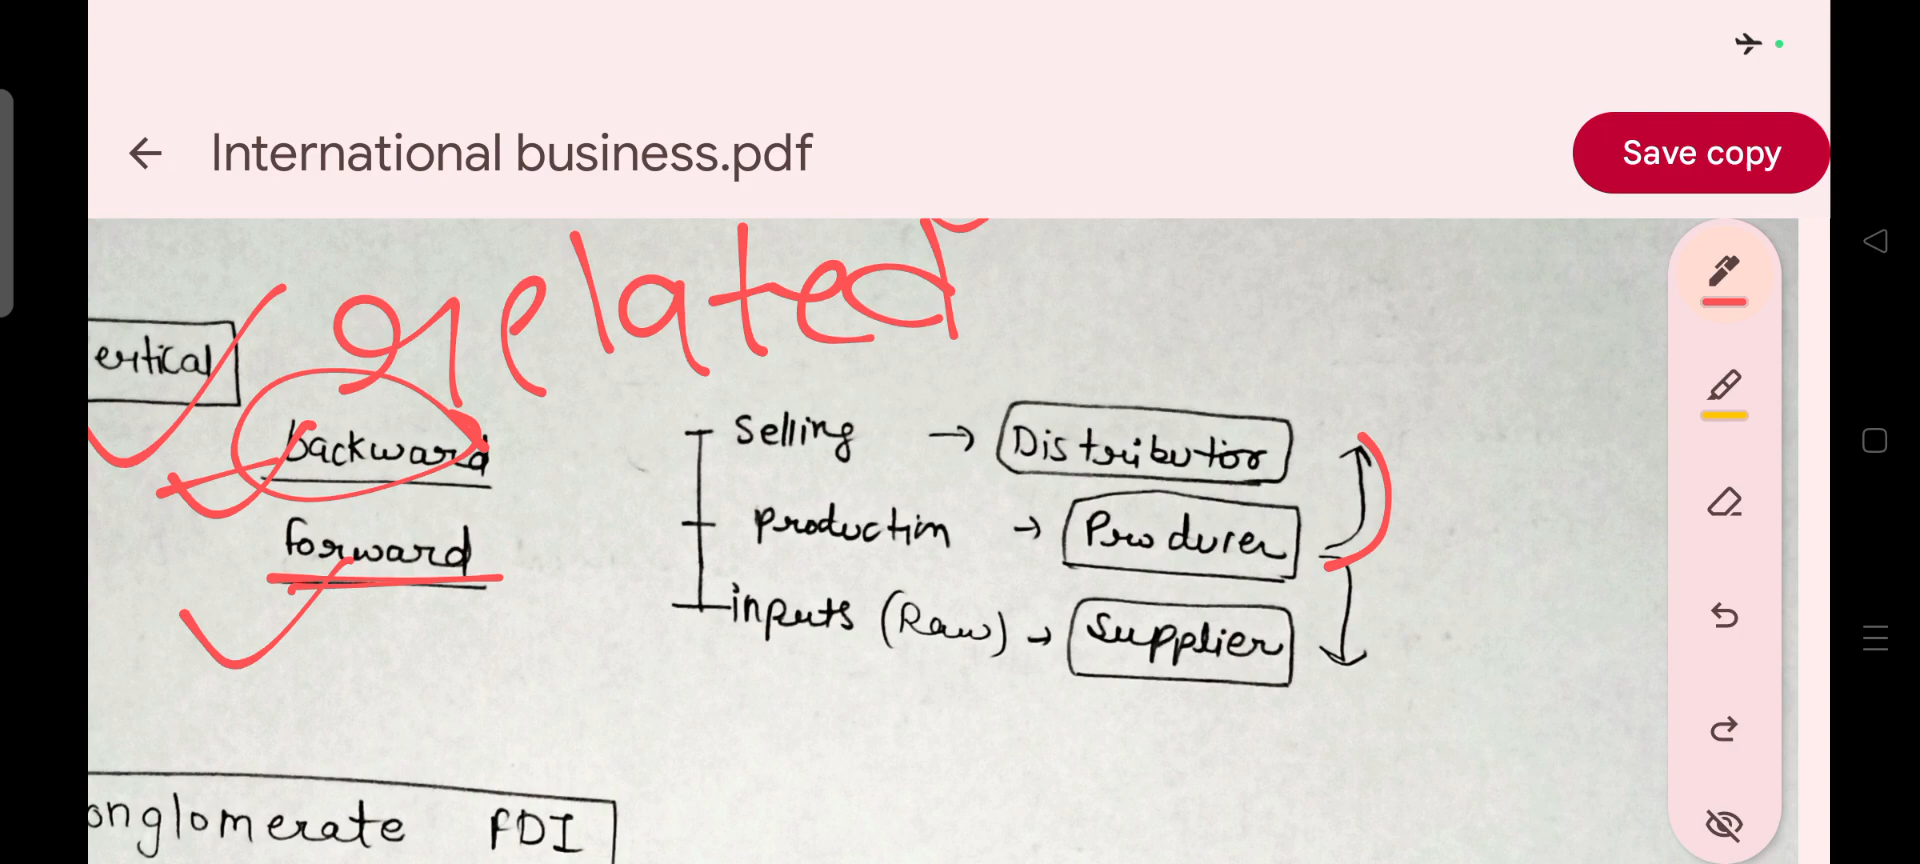 International business.pdf
Save copy
related
ertical
backward
forward
Selling → Distributor
production → Producer
inputs (Raw) → Supplier
onglomerate FDI